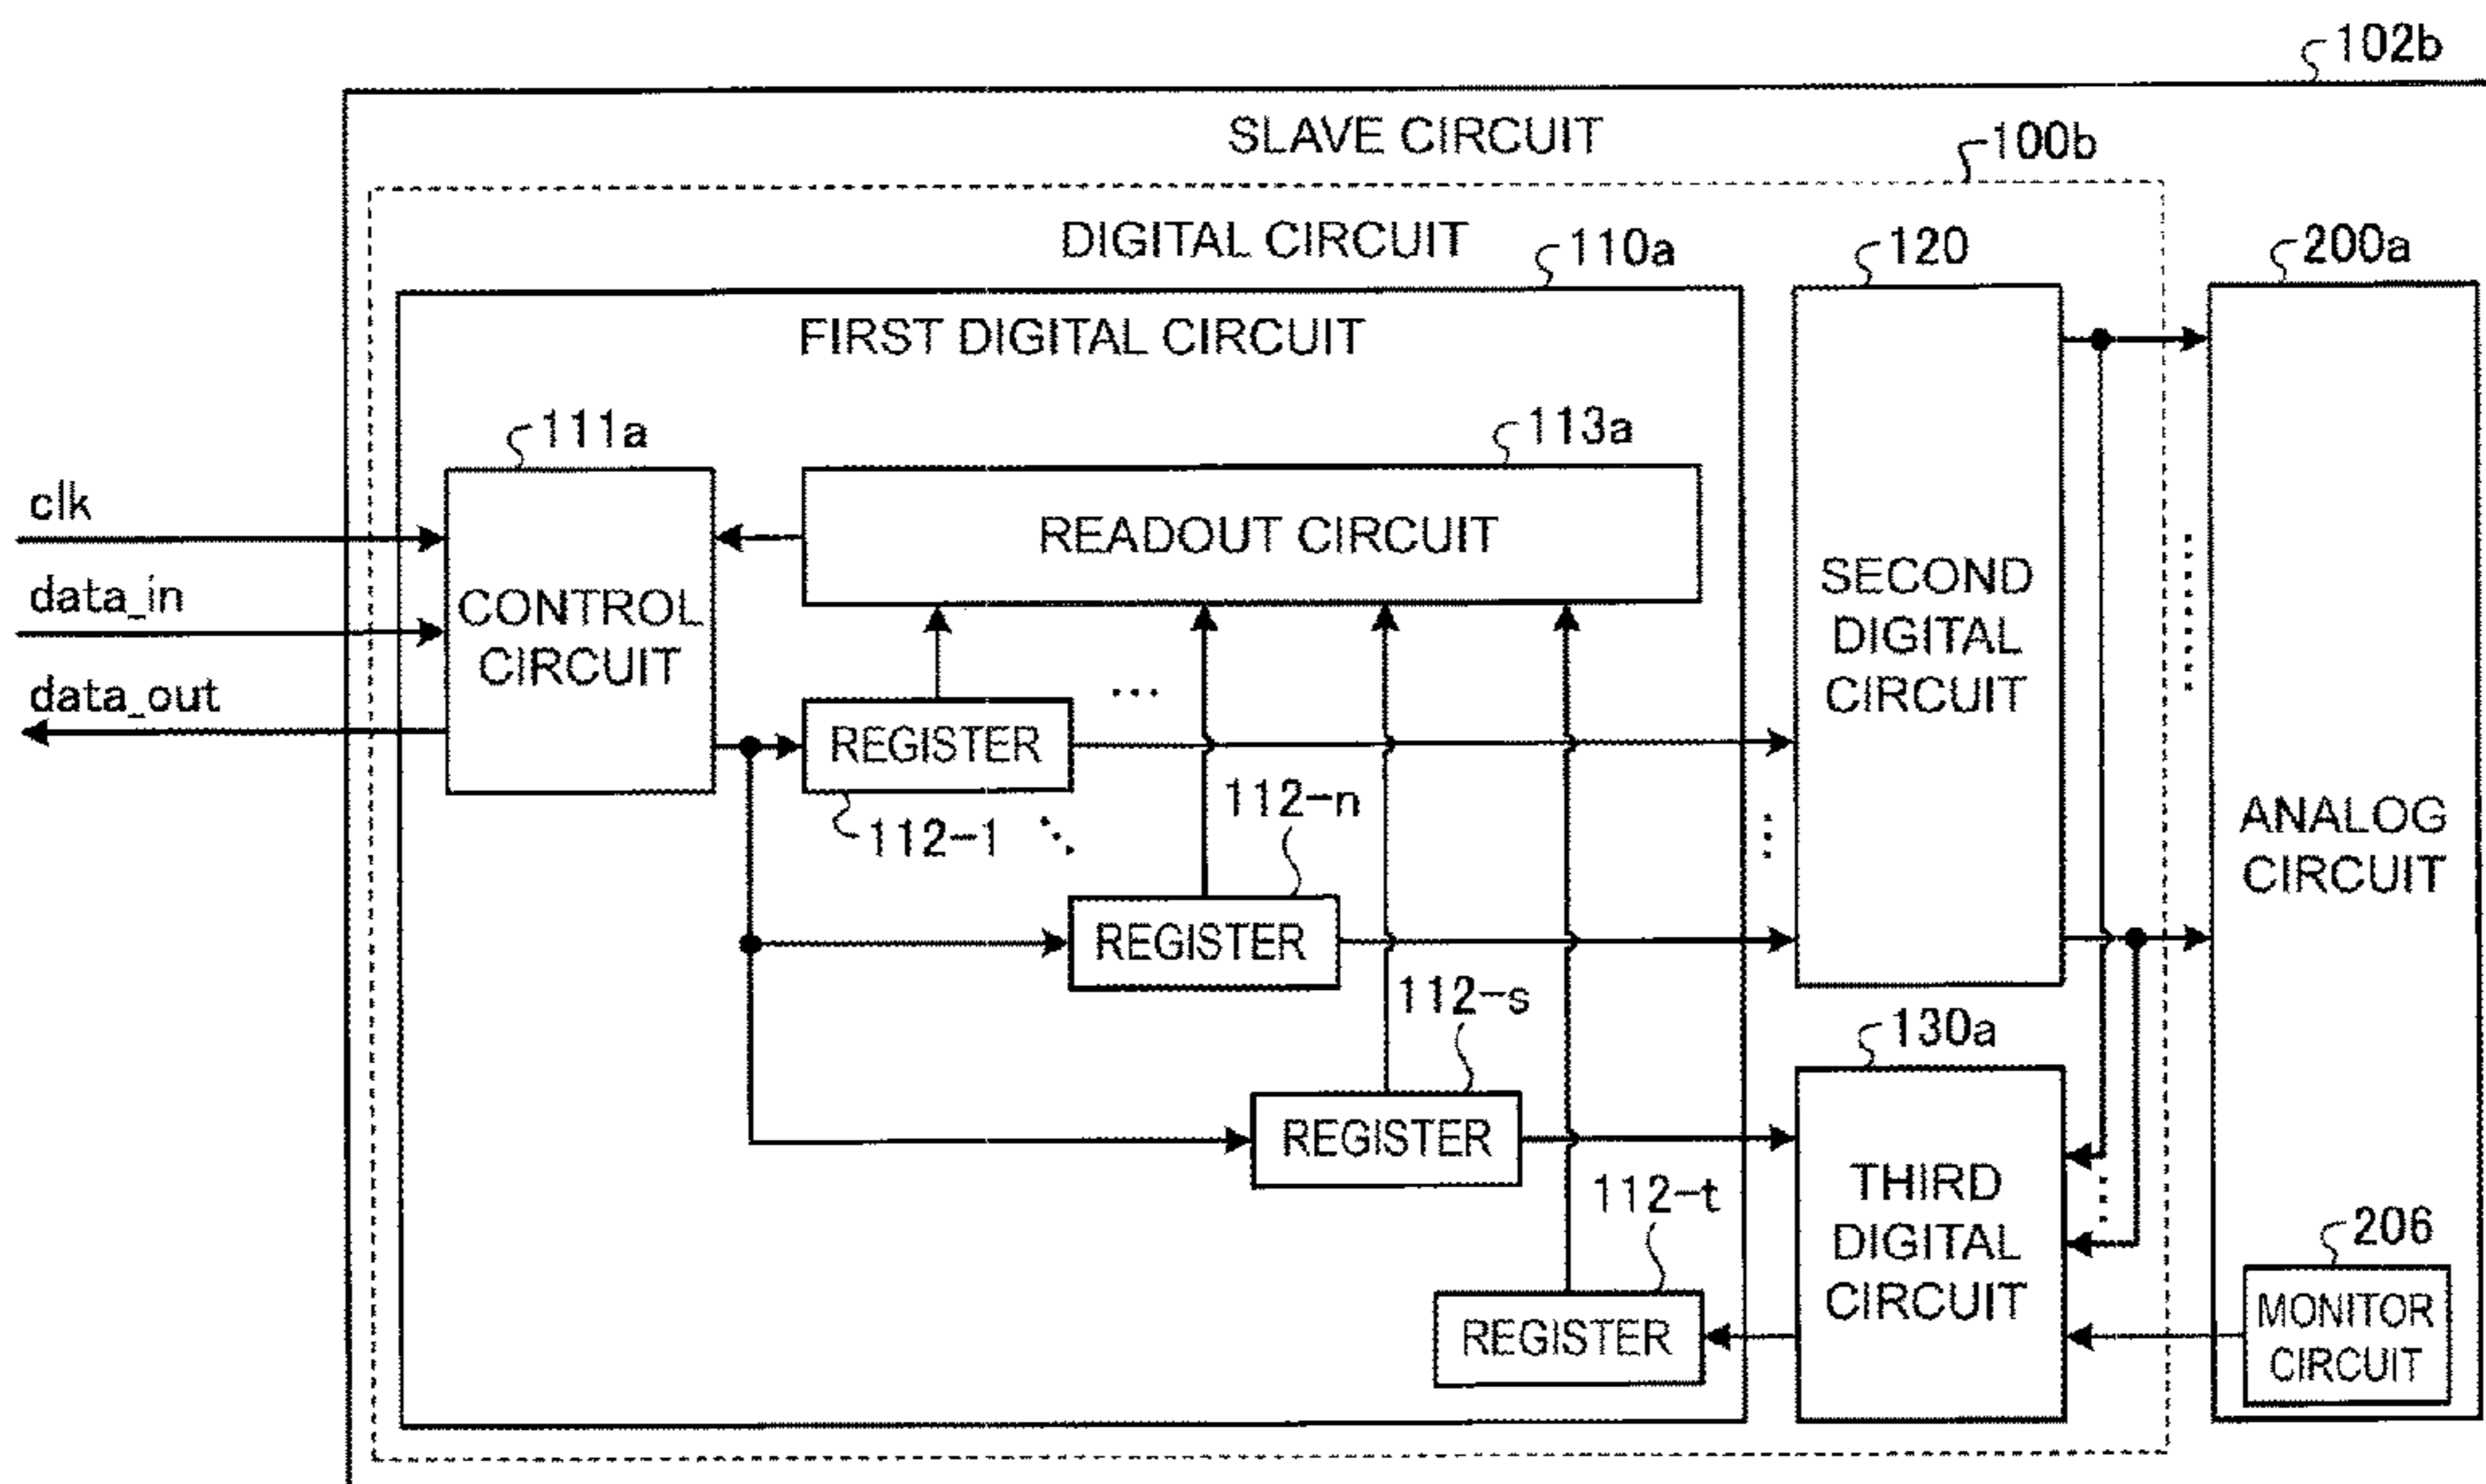 102b
SLAVE CIRCUIT
100b
DIGITAL CIRCUIT
110a
120
200a
FIRST DIGITAL CIRCUIT
111a
113a
clk
READOUT CIRCUIT
data_in
CONTROL
CIRCUIT
SECOND
DIGITAL
CIRCUIT
data_out
...
REGISTER
112-1
112-n
ANALOG
CIRCUIT
REGISTER
112-s
130a
REGISTER
THIRD
DIGITAL
CIRCUIT
112-t
206
REGISTER
MONITOR
CIRCUIT